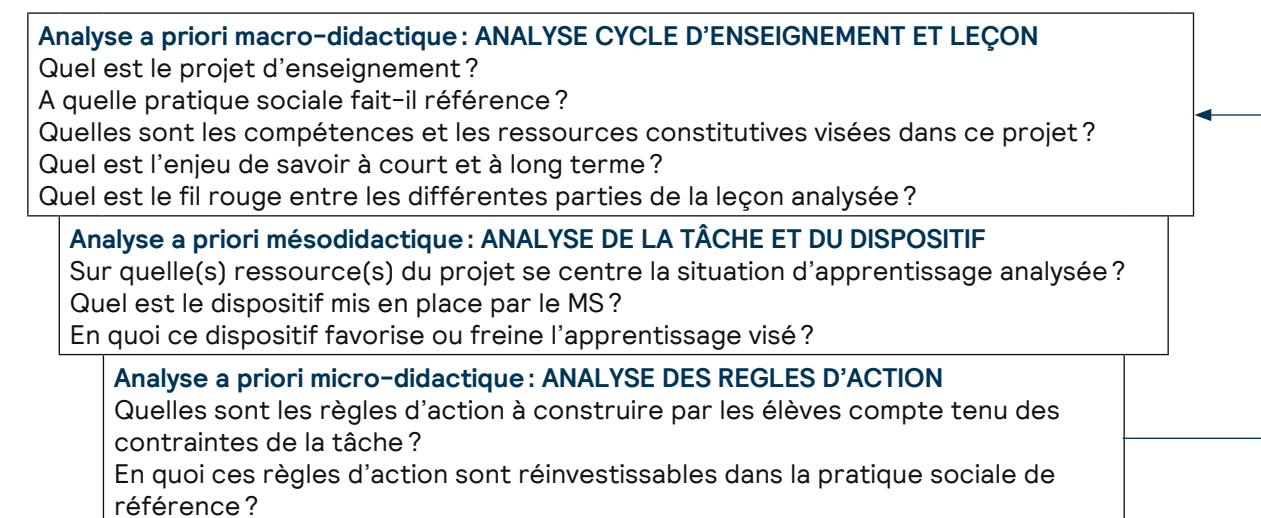 Analyse a priori macro-didactique : ANALYSE CYCLE D'ENSEIGNEMENT ET LEÇON
Quel est le projet d'enseignement ?
A quelle pratique sociale fait-il référence ?
Quelles sont les compétences et les ressources constitutives visées dans ce projet ?
Quel est l'enjeu de savoir à court et à long terme ?
Quel est le fil rouge entre les différentes parties de la leçon analysée ?
Analyse a priori mésodidactique : ANALYSE DE LA TÂCHE ET DU DISPOSITIF
Sur quelle(s) ressource(s) du projet se centre la situation d'apprentissage analysée ?
Quel est le dispositif mis en place par le MS ?
En quoi ce dispositif favorise ou freine l'apprentissage visé ?
Analyse a priori micro-didactique : ANALYSE DES REGLES D'ACTION
Quelles sont les règles d'action à construire par les élèves compte tenu des
contraintes de la tâche ?
En quoi ces règles d'action sont réinvestissables dans la pratique sociale de
référence ?